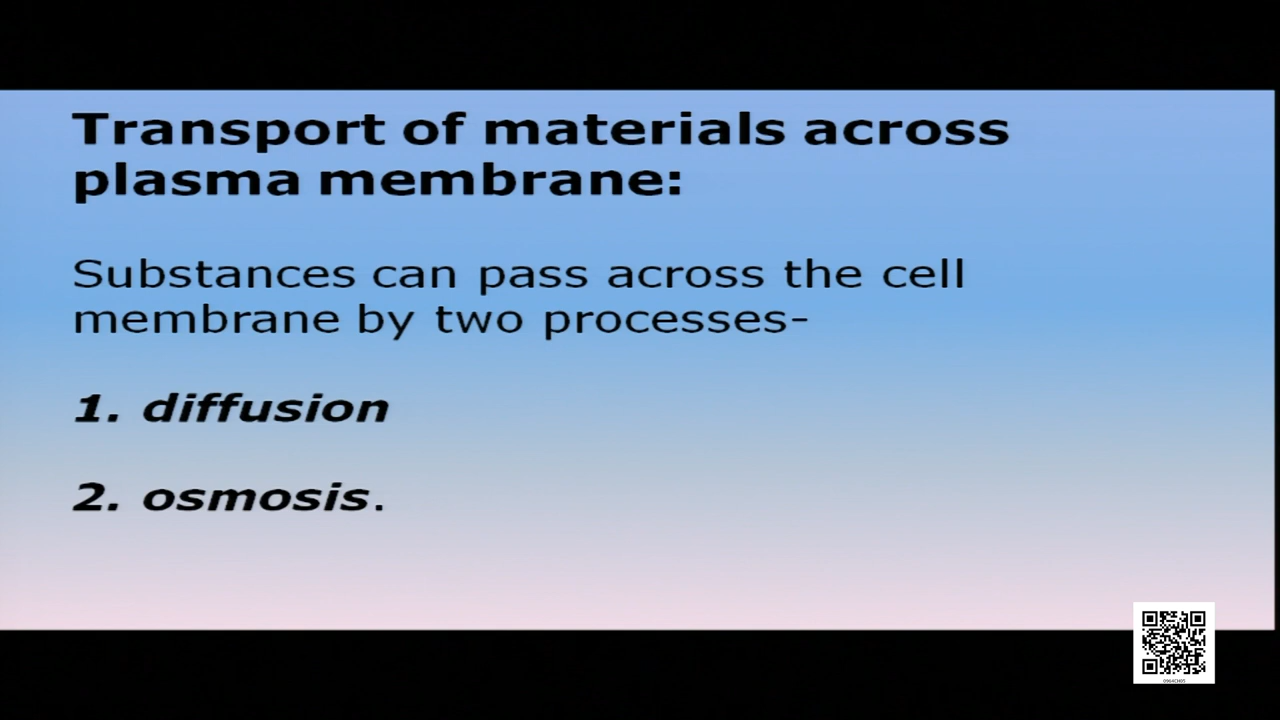 Transport of materials across
plasma membrane:
Substances can pass across the cell
membrane by two processes-
1. diffusion
2. osmosis.
0964CH05